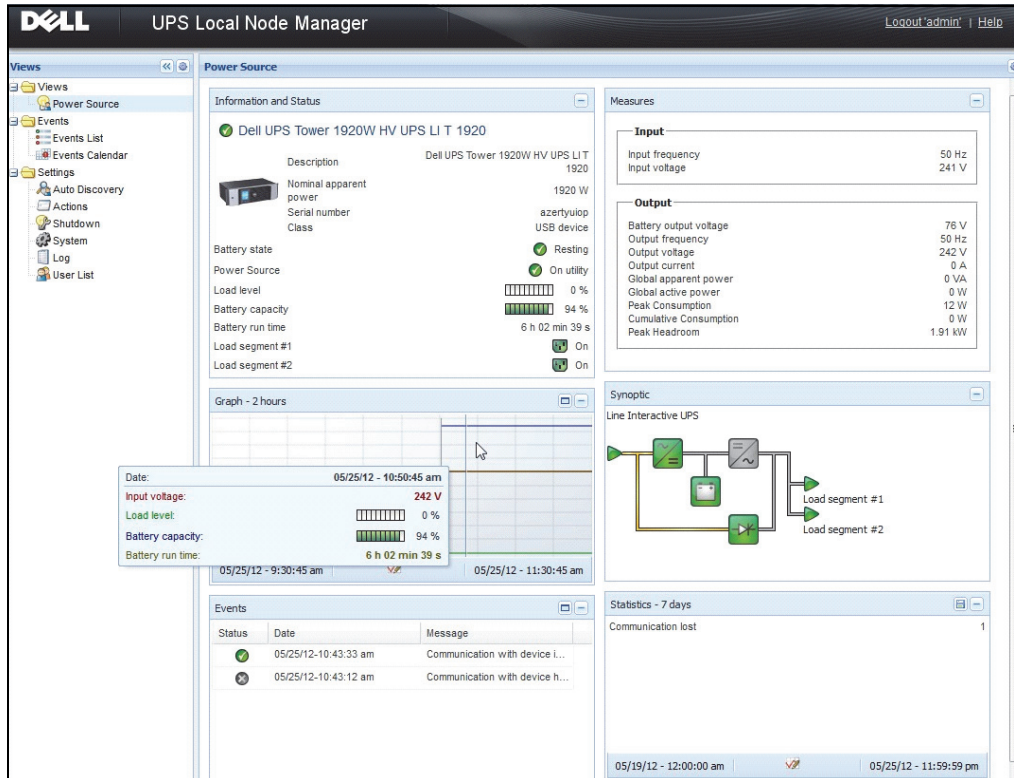 DELL UPS Local Node Manager Logout 'admin' | Help
Views
Views
Power Source
Events
Events List
Events Calendar
Settings
Auto Discovery
Actions
Shutdown
System
Log
User List
Power Source
Information and Status
Dell UPS Tower 1920W HV UPS LI T 1920
Description Dell UPS Tower 1920W HV UPS LI T 1920
Nominal apparent power 1920 W
Serial number azertyuiop
Class USB device
Battery state Resting
Power Source On utility
Load level 0 %
Battery capacity 94 %
Battery run time 6 h 02 min 39 s
Load segment #1 On
Load segment #2 On
Measures
Input
Input frequency 50 Hz
Input voltage 241 V
Output
Battery output voltage 76 V
Output frequency 50 Hz
Output voltage 242 V
Output current 0 A
Global apparent power 0 VA
Global active power 0 W
Peak Consumption 12 W
Cumulative Consumption 0 W
Peak Headroom 1.91 kW
Graph - 2 hours
Date: 05/25/12 - 10:50:45 am
Input voltage: 242 V
Load level: 0 %
Battery capacity: 94 %
Battery run time: 6 h 02 min 39 s
05/25/12 - 9:30:45 am 05/25/12 - 11:30:45 am
Synoptic
Line Interactive UPS
Load segment #1
Load segment #2
Events
Status Date Message
05/25/12-10:43:33 am Communication with device i...
05/25/12-10:43:12 am Communication with device h...
Statistics - 7 days
Communication lost 1
05/19/12 - 12:00:00 am 05/25/12 - 11:59:59 pm